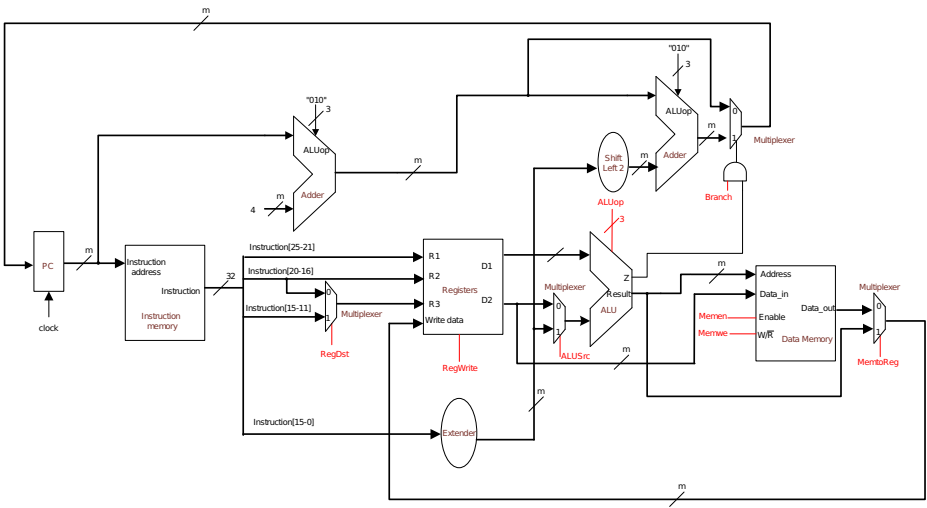 m
"010"
3
ALUop
Adder
m
4
m
"010"
3
ALUop
Adder
m
m
Shift
Left 2
0
1
Multiplexer
Branch
PC
clock
m
Instruction
address
Instruction
Instruction
memory
32
Instruction[25-21]
Instruction[20-16]
Instruction[15-11]
Instruction[15-0]
0
1
Multiplexer
RegDst
R1
R2
R3
Write data
D1
D2
Registers
RegWrite
Extender
m
Multiplexer
0
1
ALUSrc
ALUop
3
Z
Result
ALU
m
m
Address
Data_in
Enable
W/R
Data_out
Data Memory
Memen
Memwe
Multiplexer
0
1
MemtoReg
m